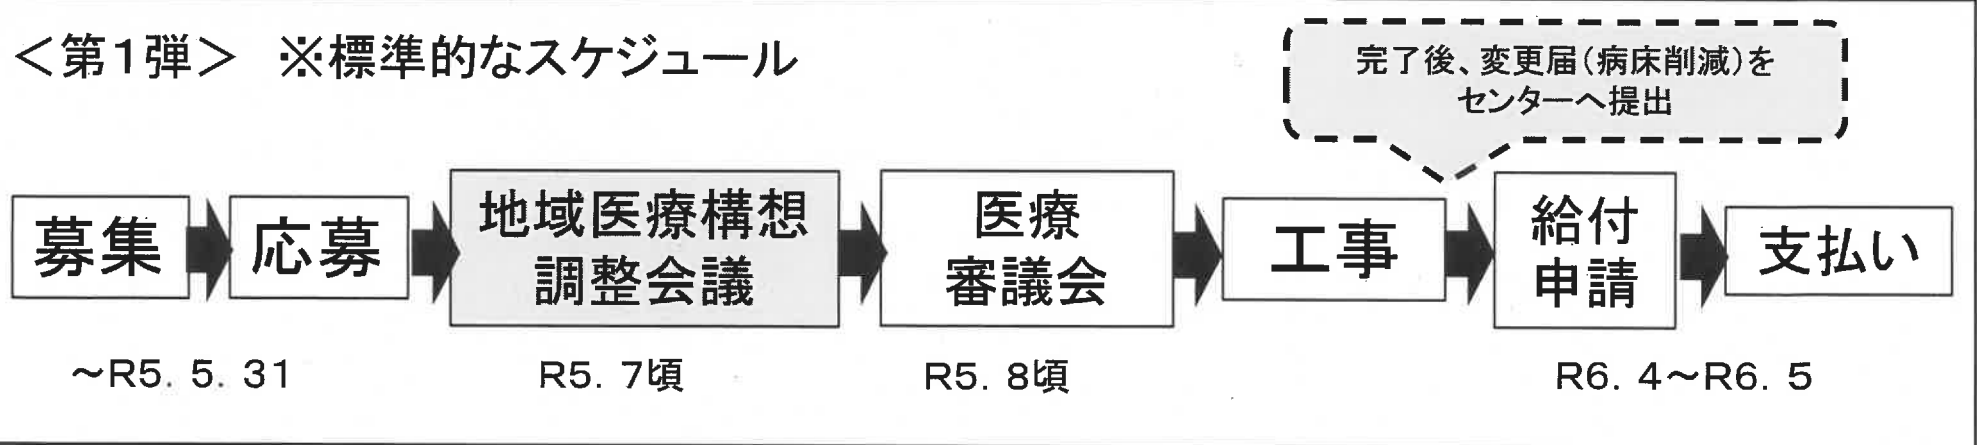 ＜第1弾＞ ※標準的なスケジュール
完了後、変更届（病床削減）を
センターへ提出
募集
応募
地域医療構想
調整会議
医療
審議会
工事
給付
申請
支払い
～R5. 5. 31
R5. 7頃
R5. 8頃
R6. 4～R6. 5